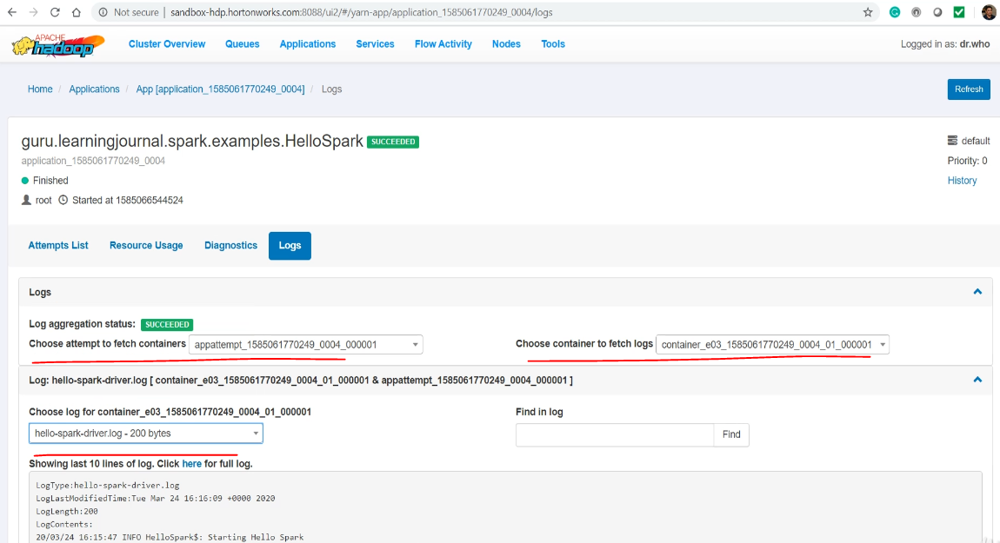 Not secure | sandbox-hdp.hortonworks.com:8088/ui2/#/yarn-app/application_1585061770249_0004/logs
APACHE hadoop Cluster Overview Queues Applications Services Flow Activity Nodes Tools Logged in as: dr.who
Home / Applications / App [application_1585061770249_0004] / Logs Refresh
guru.learningjournal.spark.examples.HelloSpark SUCCEEDED default
application_1585061770249_0004 Priority: 0
Finished History
root Started at 1585066544524
Attempts List Resource Usage Diagnostics Logs
Logs
Log aggregation status: SUCCEEDED
Choose attempt to fetch containers appattempt_1585061770249_0004_000001 Choose container to fetch logs container_e03_1585061770249_0004_01_000001
Log: hello-spark-driver.log [ container_e03_1585061770249_0004_01_000001 & appattempt_1585061770249_0004_000001 ]
Choose log for container_e03_1585061770249_0004_01_000001 Find in log
hello-spark-driver.log - 200 bytes Find
Showing last 10 lines of log. Click here for full log.
LogType:hello-spark-driver.log
LogLastModifiedTime:Tue Mar 24 16:16:09 +0000 2020
LogLength:200
LogContents:
20/03/24 16:15:47 INFO HelloSpark$: Starting Hello Spark